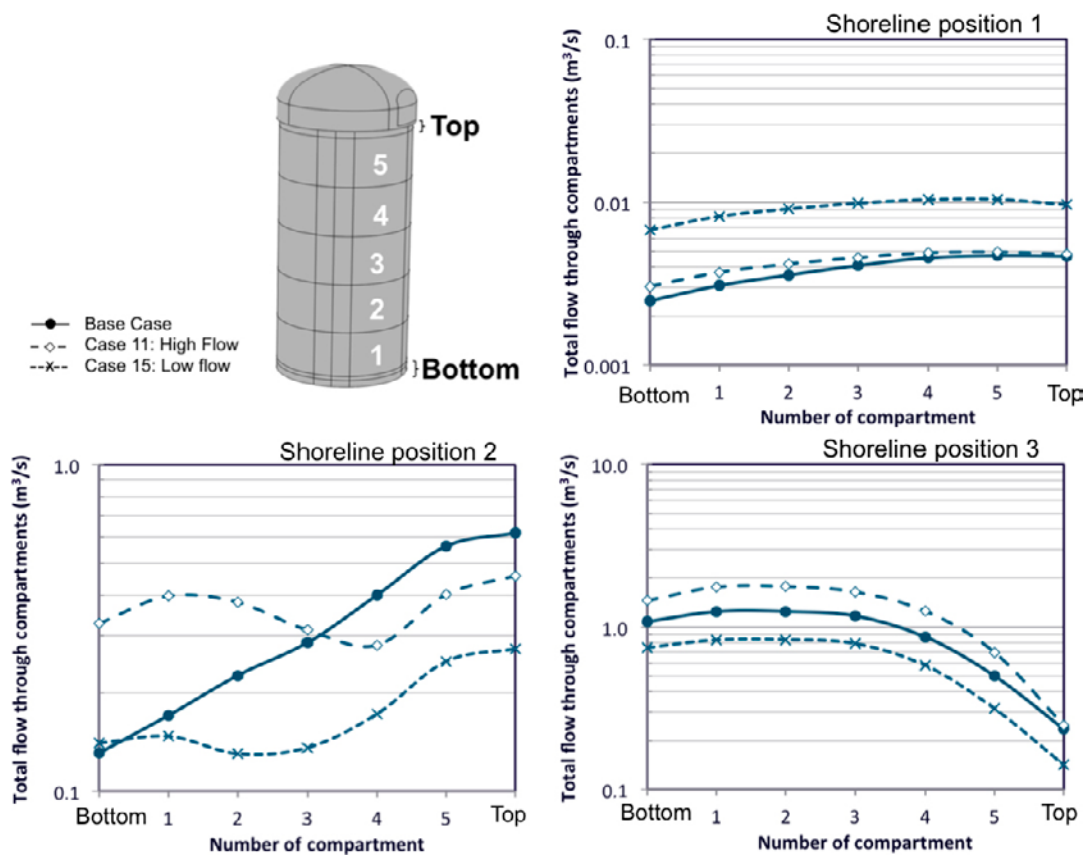 Top
5
4
3
2
1
Bottom
Base Case
Case 11: High Flow
Case 15: Low flow
Shoreline position 1
Total flow through compartments (m³/s)
0.1
0.01
0.001
Bottom 1 2 3 4 5 Top
Number of compartment
Shoreline position 2
Total flow through compartments (m³/s)
1.0
0.1
Bottom 1 2 3 4 5 Top
Number of compartment
Shoreline position 3
Total flow through compartments (m³/s)
10.0
1.0
0.1
Bottom 1 2 3 4 5 Top
Number of compartment